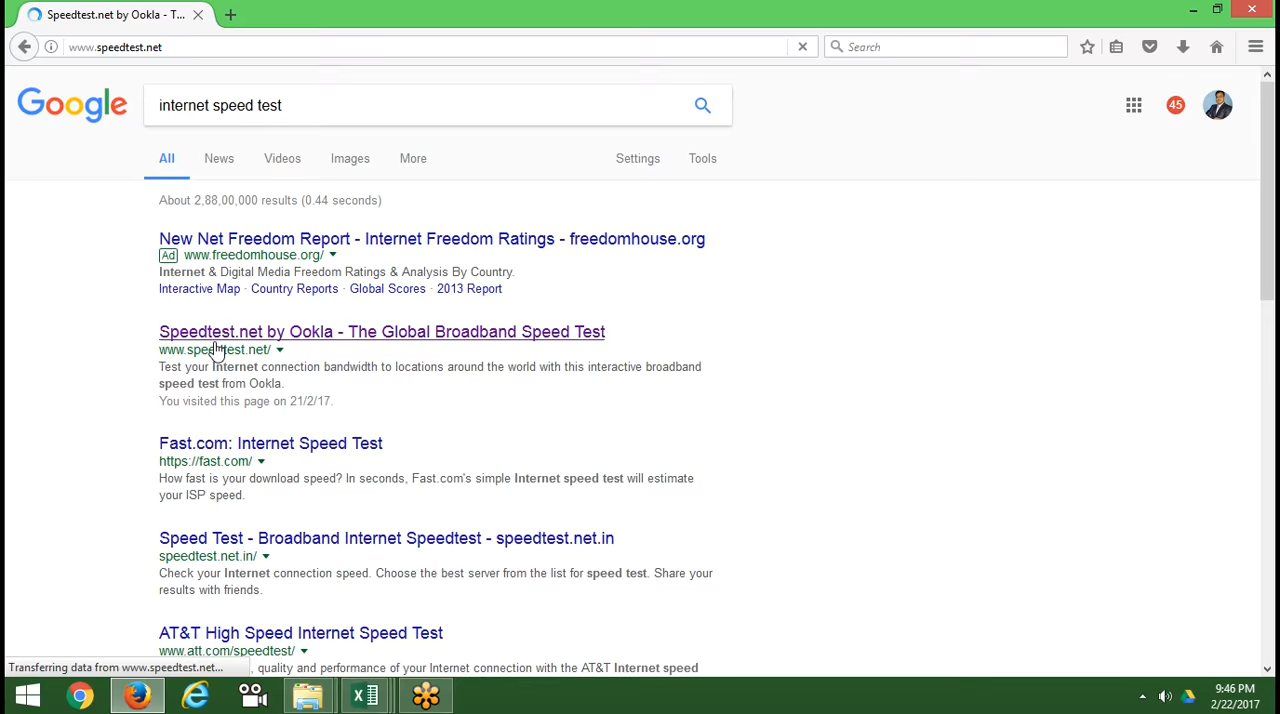 Speedtest.net by Ookla - T...
www.speedtest.net
Search
Google
internet speed test
45
All News Videos Images More Settings Tools
About 2,88,00,000 results (0.44 seconds)
New Net Freedom Report - Internet Freedom Ratings - freedomhouse.org
Ad www.freedomhouse.org/
Internet & Digital Media Freedom Ratings & Analysis By Country.
Interactive Map · Country Reports · Global Scores · 2013 Report
Speedtest.net by Ookla - The Global Broadband Speed Test
www.speedtest.net/
Test your Internet connection bandwidth to locations around the world with this interactive broadband
speed test from Ookla.
You visited this page on 21/2/17.
Fast.com: Internet Speed Test
https://fast.com/
How fast is your download speed? In seconds, Fast.com's simple Internet speed test will estimate
your ISP speed.
Speed Test - Broadband Internet Speedtest - speedtest.net.in
speedtest.net.in/
Check your Internet connection speed. Choose the best server from the list for speed test. Share your
results with friends.
AT&T High Speed Internet Speed Test
www.att.com/speedtest/
Transferring data from www.speedtest.net...
, quality and performance of your Internet connection with the AT&T Internet speed
9:46 PM
2/22/2017